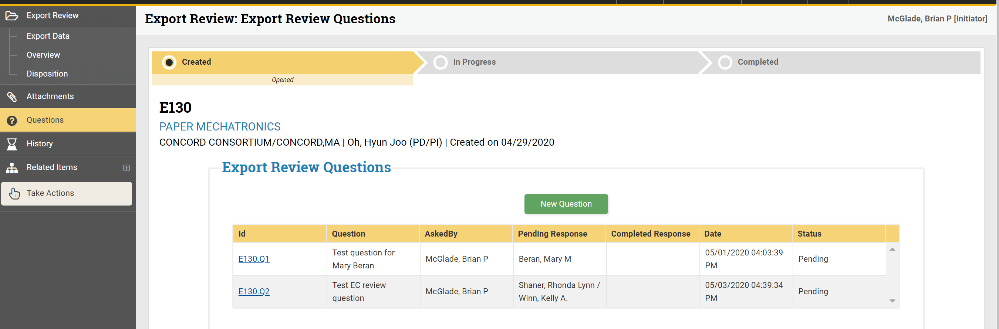 Export Review
Export Data
Overview
Disposition
Attachments
Questions
History
Related Items
Take Actions
Export Review: Export Review Questions
McGlade, Brian P [Initiator]
Created
In Progress
Completed
Opened
E130
PAPER MECHATRONICS
CONCORD CONSORTIUM/CONCORD,MA | Oh, Hyun Joo (PD/PI) | Created on 04/29/2020
Export Review Questions
New Question
Id Question AskedBy Pending Response Completed Response Date Status
E130.Q1 Test question for McGlade, Brian P Beran, Mary M 05/01/2020 04:03:39 Pending
Mary Beran PM
E130.Q2 Test EC review McGlade, Brian P Shaner, Rhonda Lynn / 05/03/2020 04:39:34 Pending
question Winn, Kelly A. PM